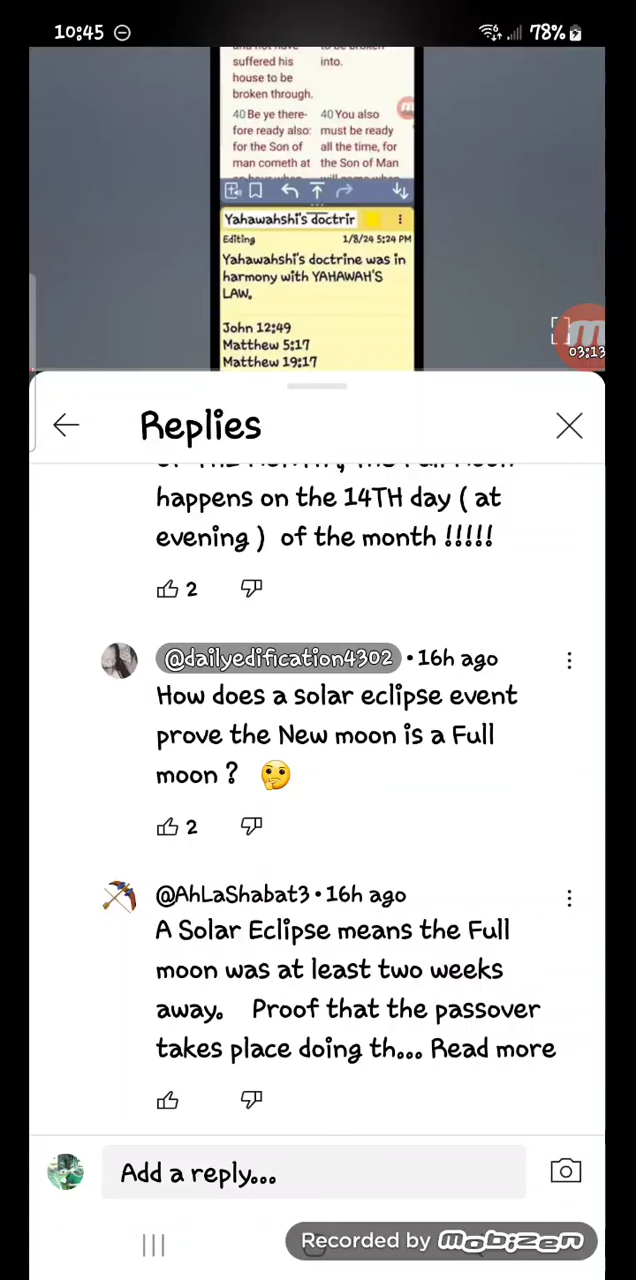 10:45
78%
suffered his
house to be
broken through.
into.
40 Be ye there-
fore ready also:
for the Son of
man cometh at
40 You also
must be ready
all the time, for
the Son of Man
Yahawahshi's doctrir
Editing
1/8/24 5:24 PM
Yahawahshi's doctrine was in
harmony with YAHAWAH'S
LAW.
John 12:49
Matthew 5:17
Matthew 19:17
03:13
Replies
happens on the 14TH day ( at
evening ) of the month !!!!!
2
@dailyedification4302 • 16h ago
How does a solar eclipse event
prove the New moon is a Full
moon ? 🤔
2
@AhLaShabat3 • 16h ago
A Solar Eclipse means the Full
moon was at least two weeks
away. Proof that the passover
takes place doing th... Read more
Add a reply...
Recorded by mobizen